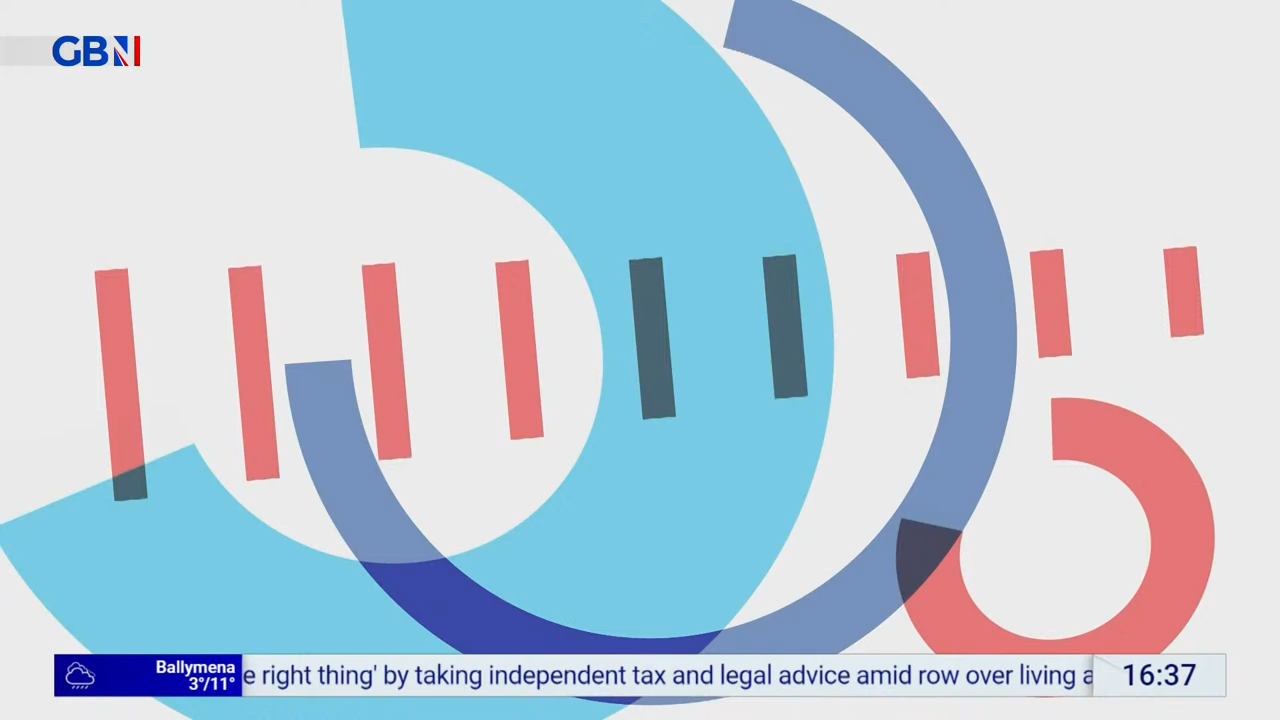 GBN
Ballymena
3°/11°
e right thing' by taking independent tax and legal advice amid row over living a
16:37